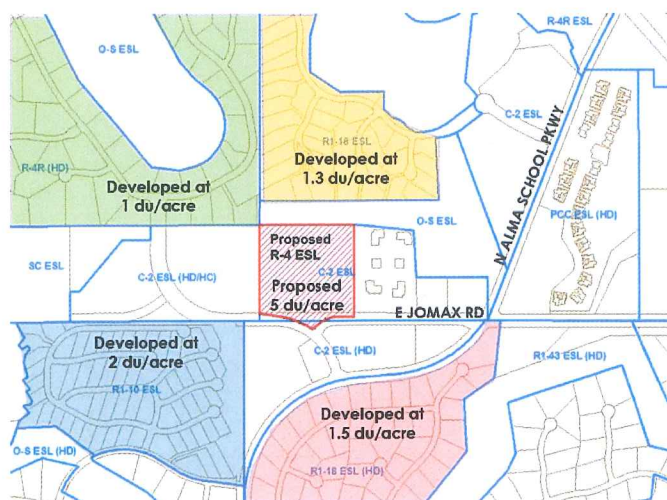 R-4R ESL
O-S ESL
C-2 ESL
R1-18 ESL
N ALMA SCHOOL PKWY
R-4R (HD)
Developed at
1 du/acre
Developed at
1.3 du/acre
PCC ESL (HD)
O-S ESL
Proposed
R-4 ESL
C-2 ESL
Proposed
5 du/acre
SC ESL
C-2 ESL (HD/HC)
E JOMAX RD
Developed at
2 du/acre
R1-10 ESL
C-2 ESL (HD)
R1-43 ESL (HD)
Developed at
1.5 du/acre
O-S ESL (HD)
R1-18 ESL (HD)